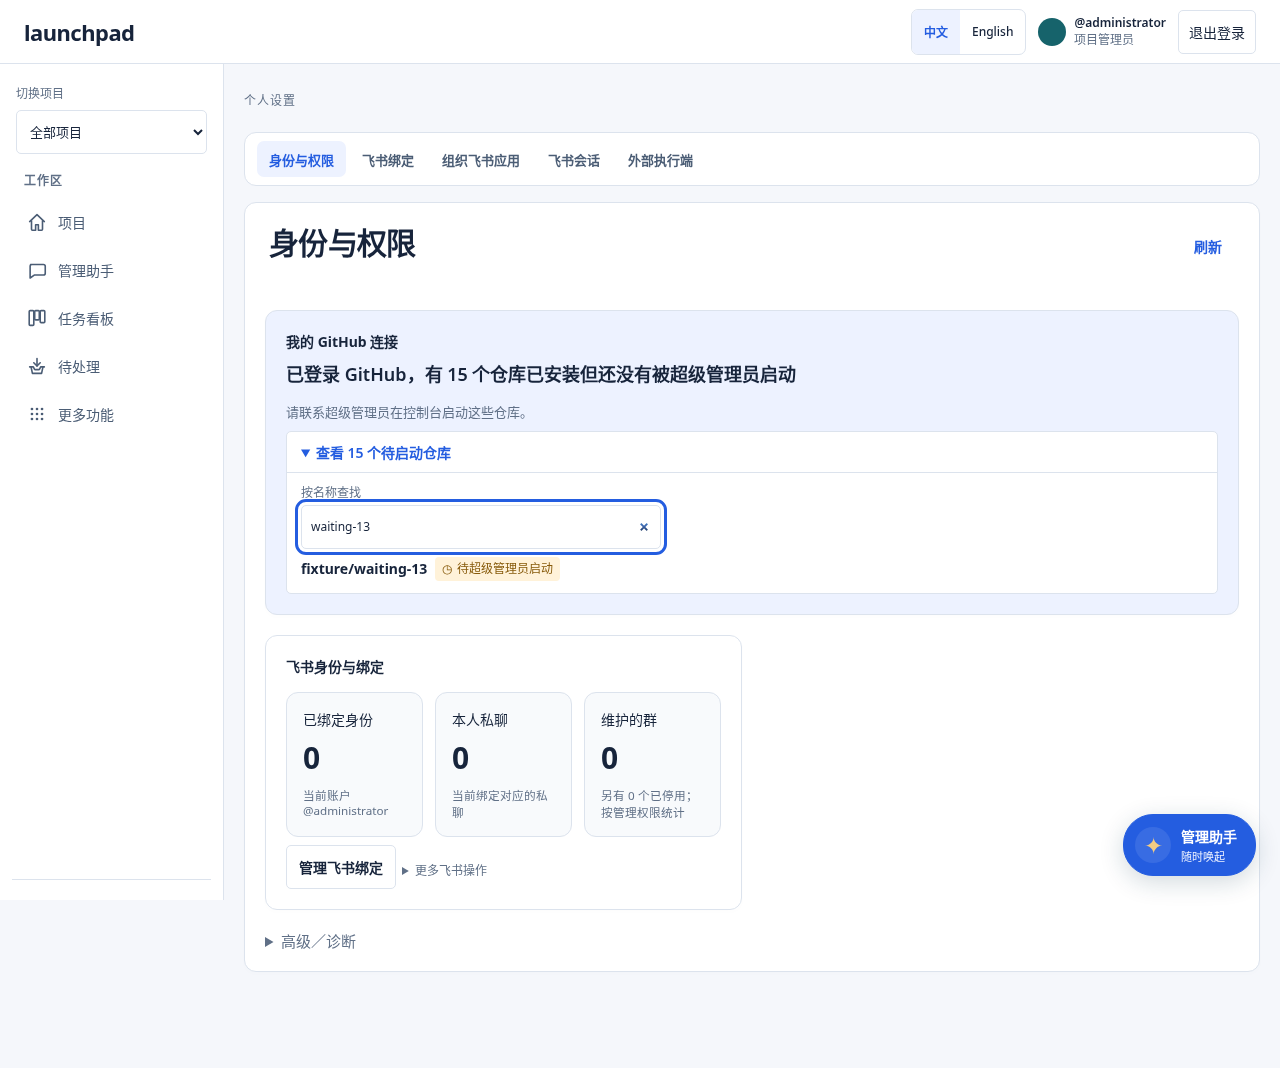 launchpad
中文
English
@administrator
项目管理员
退出登录
切换项目
全部项目
工作区
项目
管理助手
任务看板
待处理
更多功能
个人设置
身份与权限
飞书绑定
组织飞书应用
飞书会话
外部执行端
身份与权限
刷新
我的 GitHub 连接
已登录 GitHub，有 15 个仓库已安装但还没有被超级管理员启动
请联系超级管理员在控制台启动这些仓库。
查看 15 个待启动仓库
按名称查找
waiting-13
fixture/waiting-13
待超级管理员启动
飞书身份与绑定
已绑定身份
0
当前账户
@administrator
本人私聊
0
当前绑定对应的私
聊
维护的群
0
另有 0 个已停用；
按管理权限统计
管理飞书绑定
更多飞书操作
高级／诊断
管理助手
随时唤起